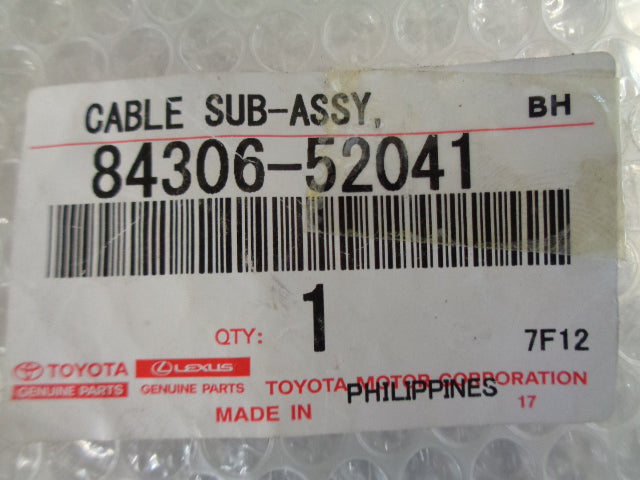 CABLE SUB-ASSY, BH
84306-52041
QTY: 1 7F12
TOYOTA LEXUS
GENUINE PARTS GENUINE PARTS TOYOTA MOTOR CORPORATION
MADE IN PHILIPPINES 17